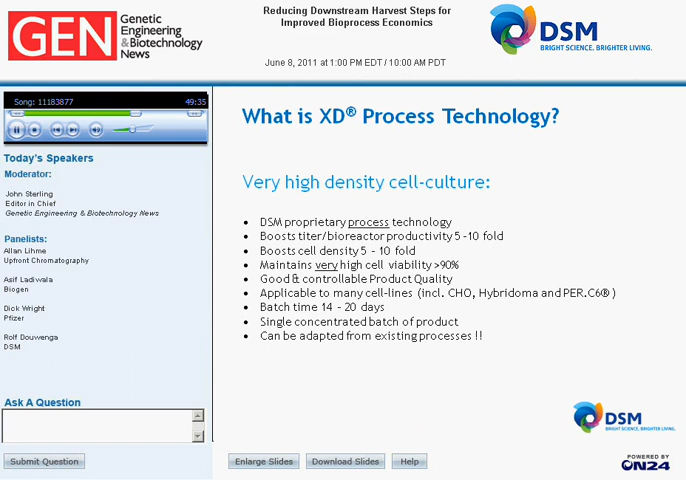 GEN Genetic
Engineering
& Biotechnology
News
Reducing Downstream Harvest Steps for
Improved Bioprocess Economics
June 8, 2011 at 1:00 PM EDT / 10:00 AM PDT
DSM
BRIGHT SCIENCE. BRIGHTER LIVING.
Song: 11183877 49:35
Today's Speakers
Moderator:
John Sterling
Editor in Chief
Genetic Engineering & Biotechnology News
Panelists:
Allan Lihme
Upfront Chromatography
Asif Ladiwala
Biogen
Dick Wright
Pfizer
Rolf Douwenga
DSM
Ask A Question
Submit Question
What is XD® Process Technology?
Very high density cell-culture:
• DSM proprietary process technology
• Boosts titer/bioreactor productivity 5 -10 fold
• Boosts cell density 5 - 10 fold
• Maintains very high cell viability >90%
• Good & controllable Product Quality
• Applicable to many cell-lines (incl. CHO, Hybridoma and PER.C6® )
• Batch time 14 - 20 days
• Single concentrated batch of product
• Can be adapted from existing processes !!
DSM
BRIGHT SCIENCE. BRIGHTER LIVING.
Enlarge Slides Download Slides Help
POWERED BY
ON24